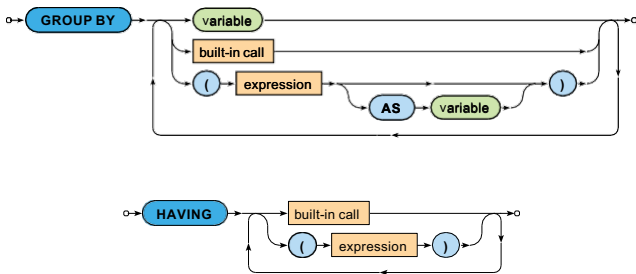 GROUP BY variable
built-in call
( expression )
AS variable
HAVING built-in call
( expression )